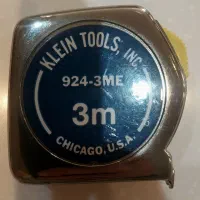 KLEIN TOOLS, INC.
924-3ME
3m
CHICAGO, U.S.A.